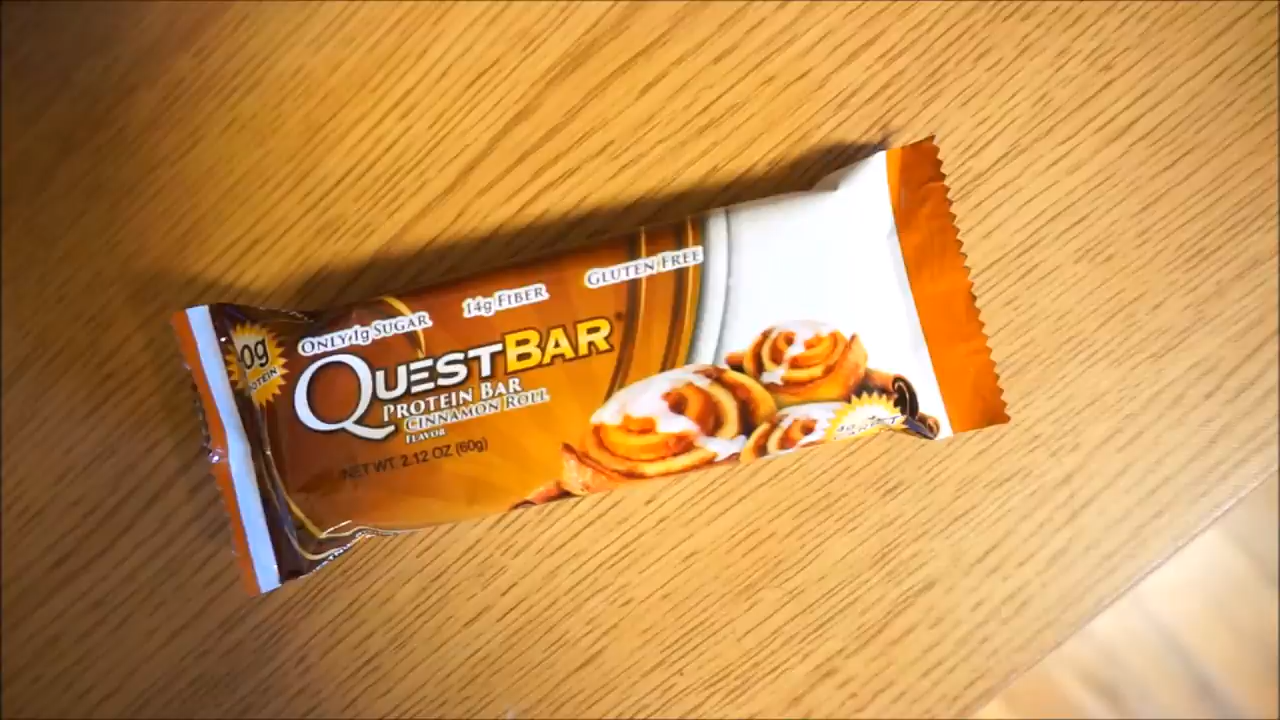 ONLY 1g SUGAR
14g FIBER
GLUTEN FREE
0g
QUESTBAR
PROTEIN BAR
CINNAMON ROLL
FLAVOR
NET WT. 2.12 OZ (60g)